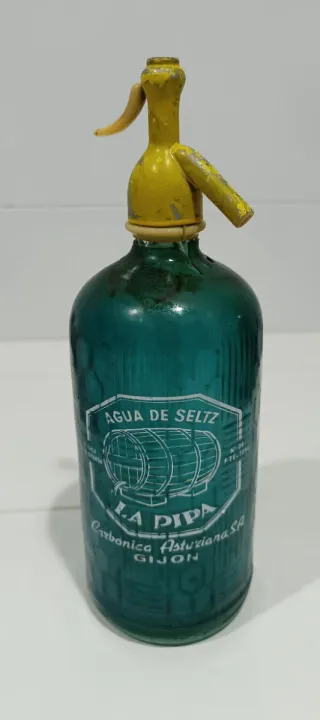 AGUA DE SELTZ
LA PIPA
Carbonica Asturiana S.A.
GIJON